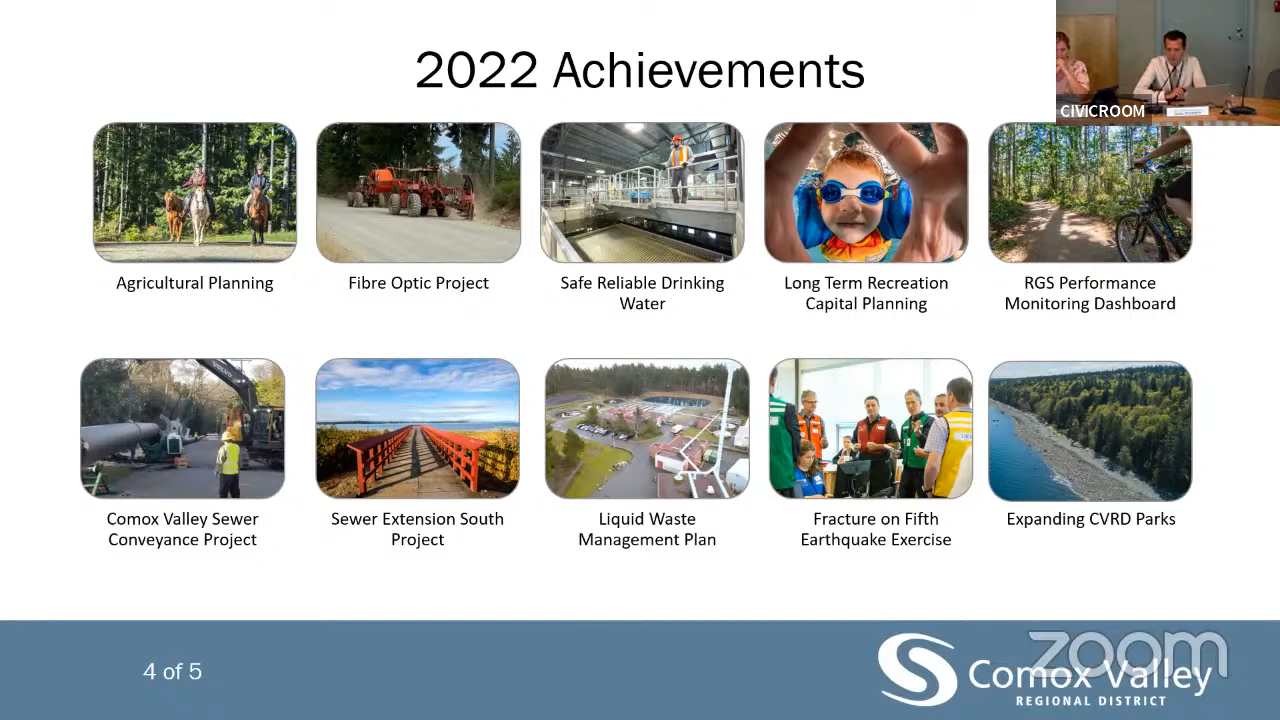 2022 Achievements
CIVICROOM
Agricultural Planning
Fibre Optic Project
Safe Reliable Drinking
Water
Long Term Recreation
Capital Planning
RGS Performance
Monitoring Dashboard
VOLVO
Comox Valley Sewer
Conveyance Project
Sewer Extension South
Project
Liquid Waste
Management Plan
Fracture on Fifth
Earthquake Exercise
Expanding CVRD Parks
4 of 5
zoom
Comox Valley
REGIONAL DISTRICT